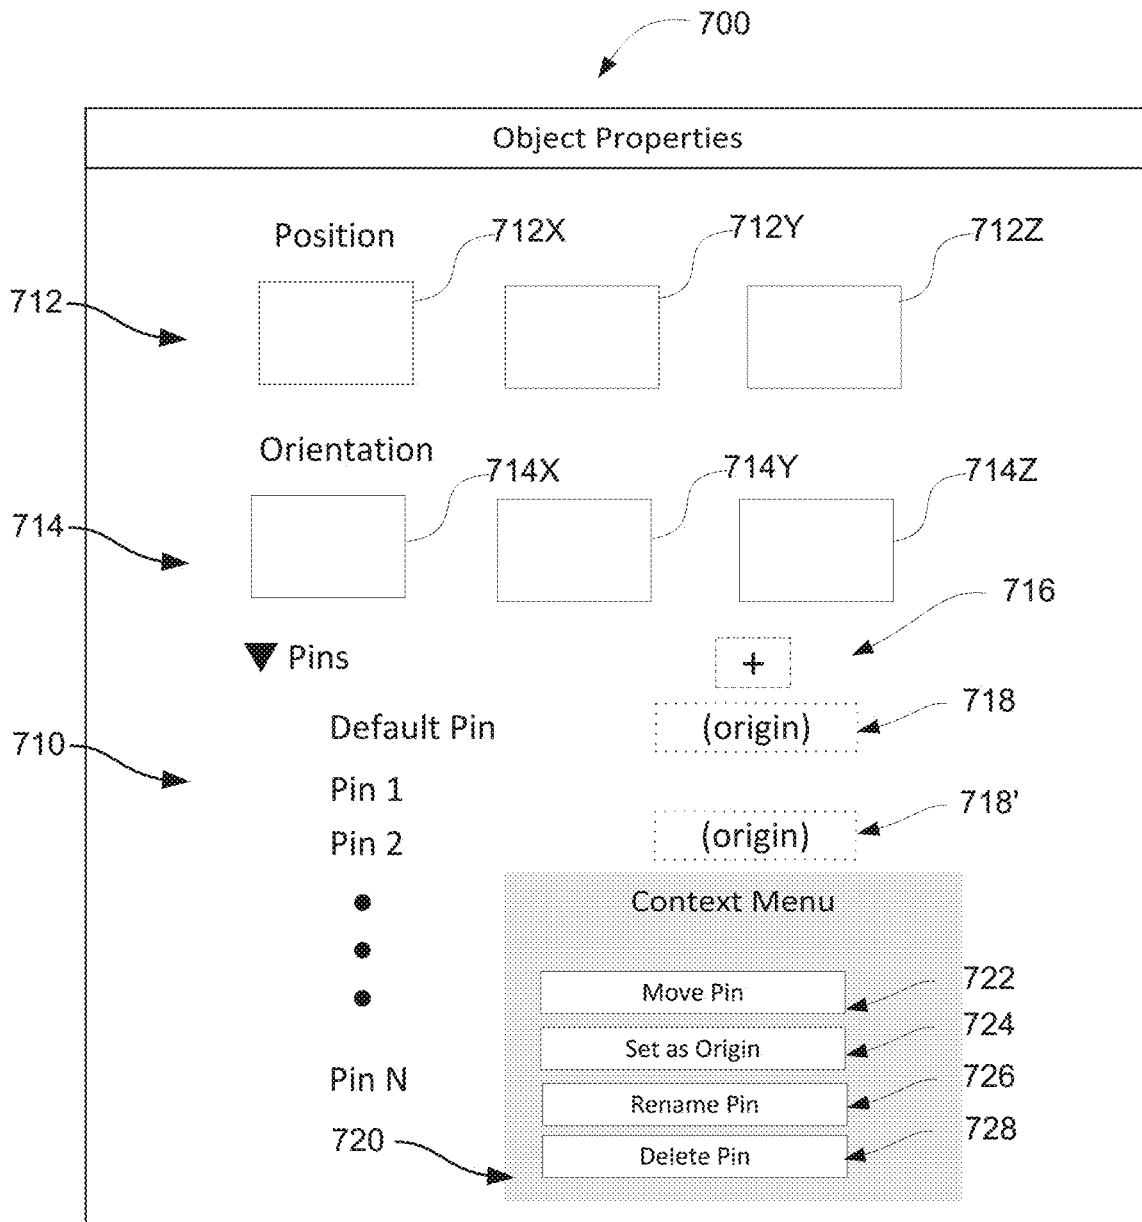 700
Object Properties
Position 712X 712Y 712Z
712
Orientation 714X 714Y 714Z
714
716
▼ Pins +
718
Default Pin (origin)
710
Pin 1
718'
Pin 2 (origin)
Context Menu
722
Move Pin
724
Set as Origin
726
Pin N
Rename Pin
728
720
Delete Pin